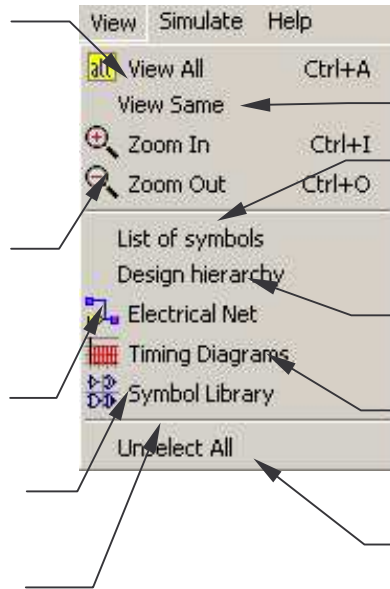 View Simulate Help
all View All Ctrl+A
View Same
Zoom In Ctrl+I
Zoom Out Ctrl+O
List of symbols
Design hierarchy
Electrical Net
Timing Diagrams
Symbol Library
Unselect All